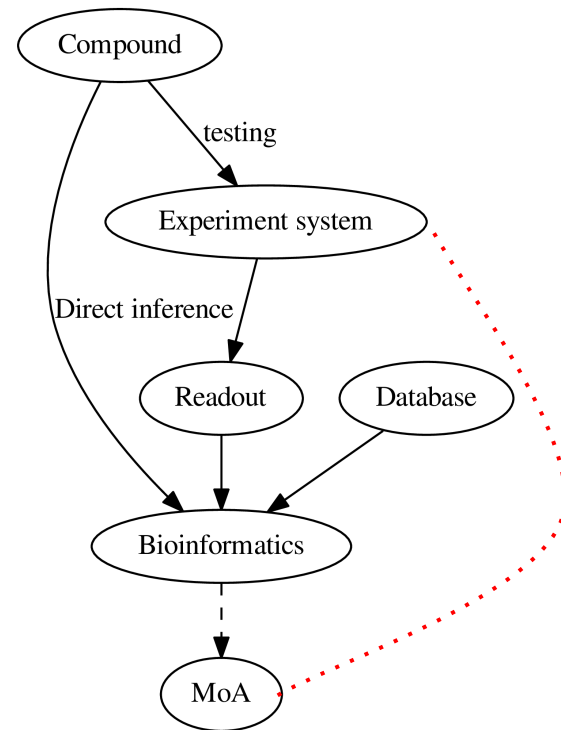 Compound
testing
Experiment system
Direct inference
Readout
Database
Bioinformatics
MoA